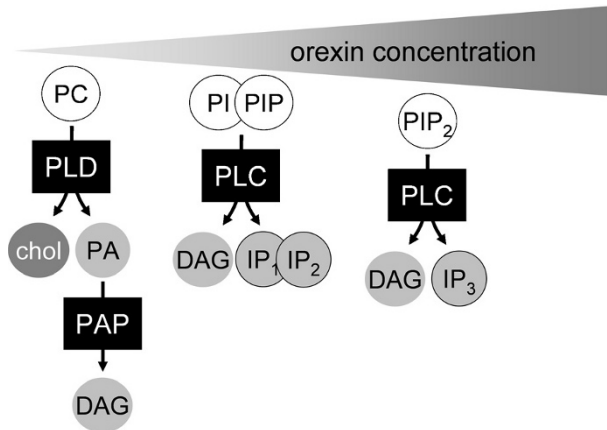 orexin concentration
PC
PI PIP
PIP₂
PLD
PLC
PLC
chol PA
DAG IP₁ IP₂
DAG IP₃
PAP
DAG